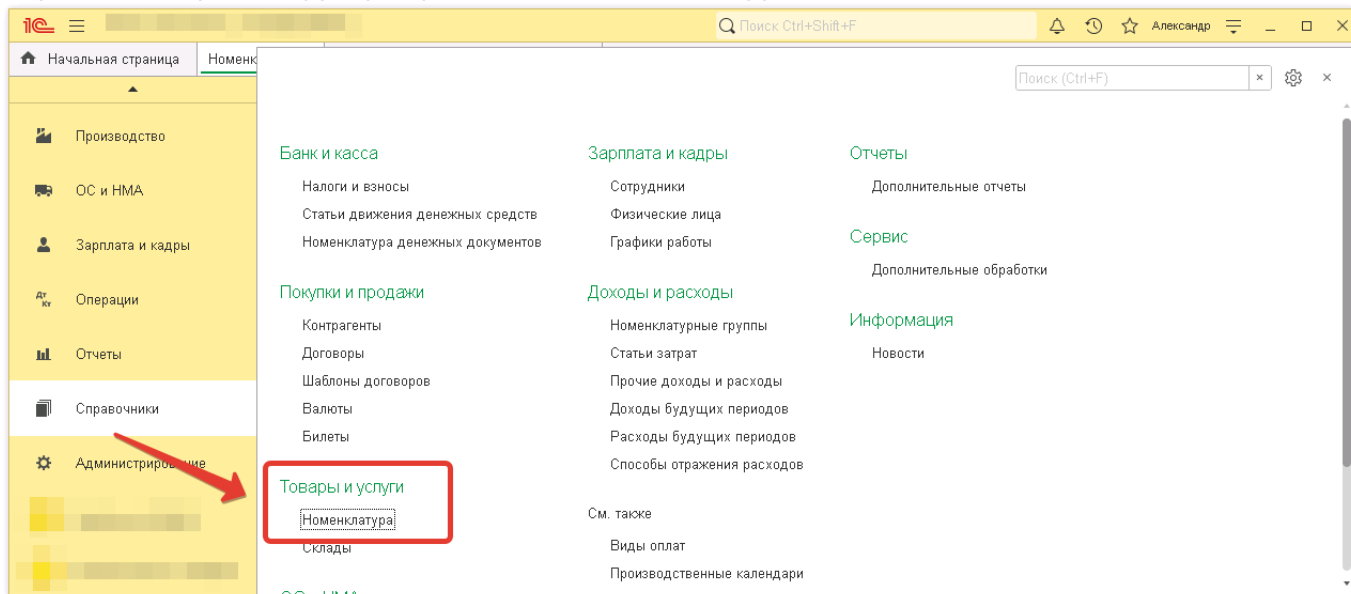 1С Поиск Ctrl+Shift+F Александр
Начальная страница Номенк
Поиск (Ctrl+F)
Производство
ОС и НМА
Зарплата и кадры
Дт Кт Операции
Отчеты
Справочники
Администрирование
Банк и касса
Налоги и взносы
Статьи движения денежных средств
Номенклатура денежных документов
Покупки и продажи
Контрагенты
Договоры
Шаблоны договоров
Валюты
Билеты
Товары и услуги
Номенклатура
Склады
Зарплата и кадры
Сотрудники
Физические лица
Графики работы
Доходы и расходы
Номенклатурные группы
Статьи затрат
Прочие доходы и расходы
Доходы будущих периодов
Расходы будущих периодов
Способы отражения расходов
См. также
Виды оплат
Производственные календари
Отчеты
Дополнительные отчеты
Сервис
Дополнительные обработки
Информация
Новости